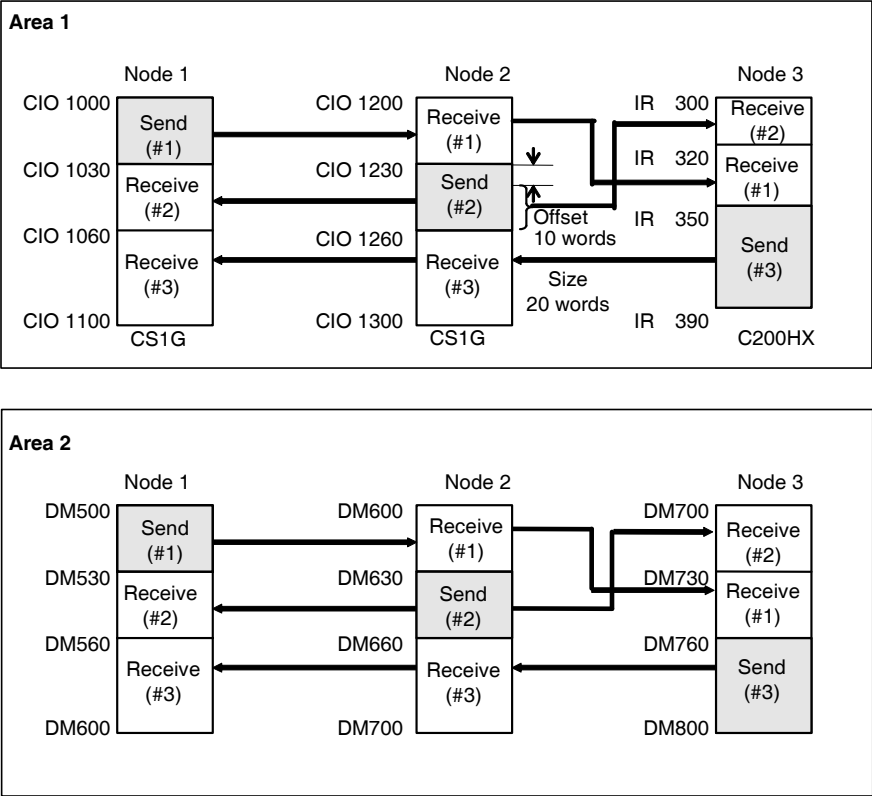 Area 1
Node 1 Node 2 Node 3
CIO 1000 CIO 1200 IR 300
Send (#1)
Receive (#1)
Receive (#2)
CIO 1030 CIO 1230 IR 320
Receive (#2)
Send (#2)
Receive (#1)
Offset 10 words
CIO 1060 CIO 1260 IR 350
Receive (#3)
Receive (#3)
Send (#3)
Size 20 words
CIO 1100 CIO 1300 IR 390
CS1G CS1G C200HX
Area 2
Node 1 Node 2 Node 3
DM500 DM600 DM700
Send (#1)
Receive (#1)
Receive (#2)
DM530 DM630 DM730
Receive (#2)
Send (#2)
Receive (#1)
DM560 DM660 DM760
Receive (#3)
Receive (#3)
Send (#3)
DM600 DM700 DM800